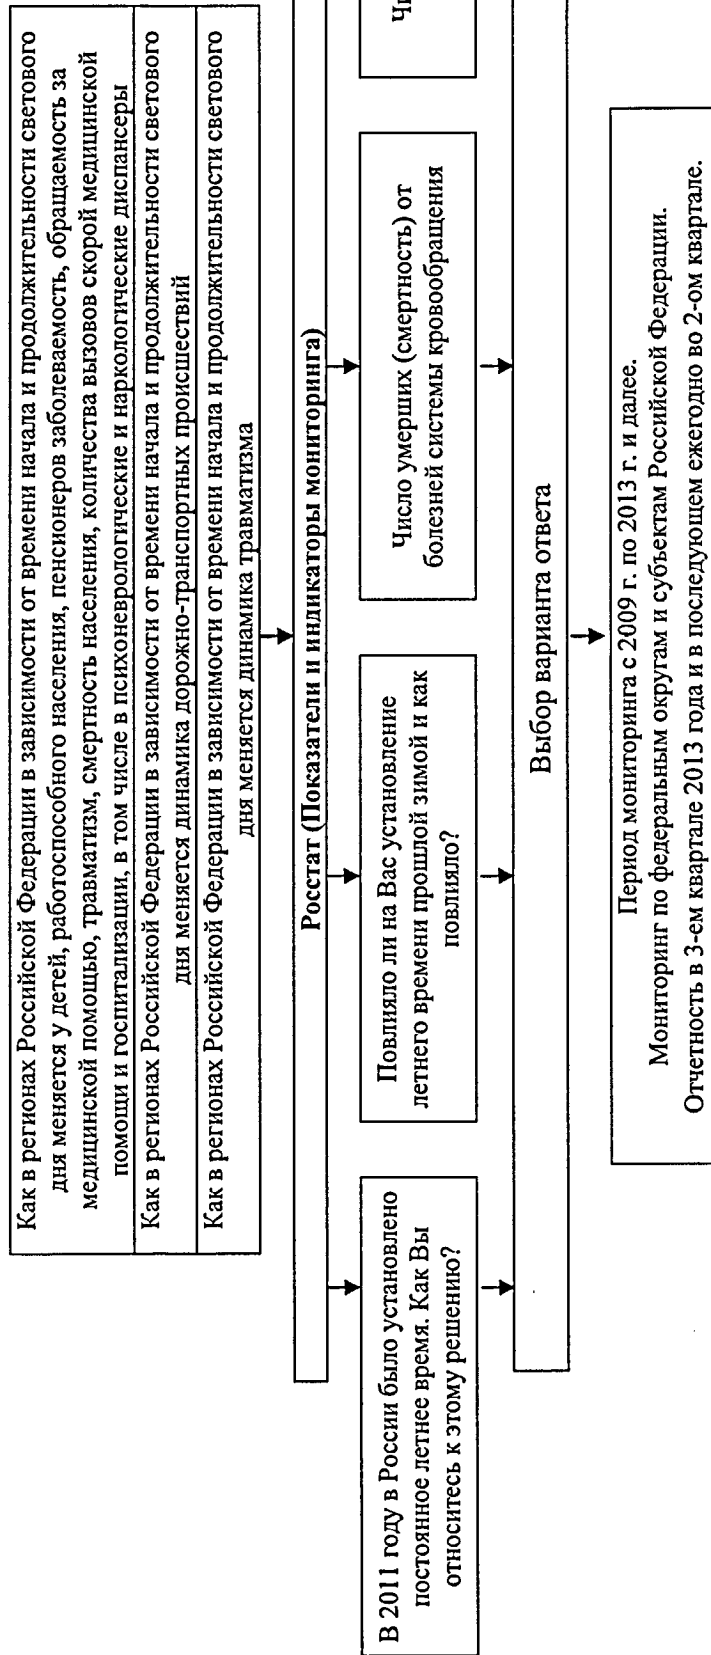 Как в регионах Российской Федерации в зависимости от времени начала и продолжительности светового
дня меняется у детей, работоспособного населения, пенсионеров заболеваемость, обращаемость за
медицинской помощью, травматизм, смертность населения, количества вызовов скорой медицинской
помощи и госпитализации, в том числе в психоневрологические и наркологические диспансеры
Как в регионах Российской Федерации в зависимости от времени начала и продолжительности светового
дня меняется динамика дорожно-транспортных происшествий
Как в регионах Российской Федерации в зависимости от времени начала и продолжительности светового
дня меняется динамика травматизма
Росстат (Показатели и индикаторы мониторинга)
В 2011 году в России было установлено
постоянное летнее время. Как Вы
относитесь к этому решению?
Повлияло ли на Вас установление
летнего времени прошлой зимой и как
повлияло?
Число умерших (смертность) от
болезней системы кровообращения
Выбор варианта ответа
Период мониторинга с 2009 г. по 2013 г. и далее.
Мониторинг по федеральным округам и субъектам Российской Федерации.
Отчетность в 3-ем квартале 2013 года и в последующем ежегодно во 2-ом квартале.